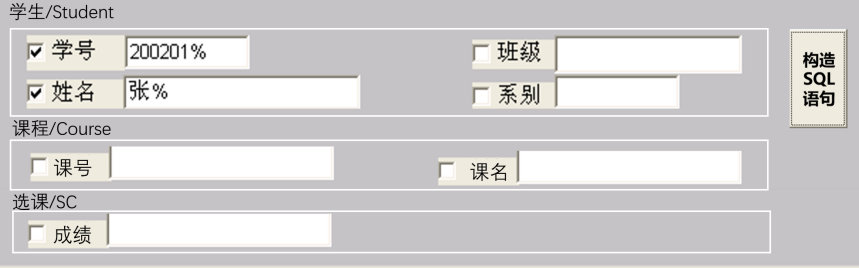 学生/Student
学号 200201% 班级
姓名 张% 系别
构造
SQL
语句
课程/Course
课号 课名
选课/SC
成绩